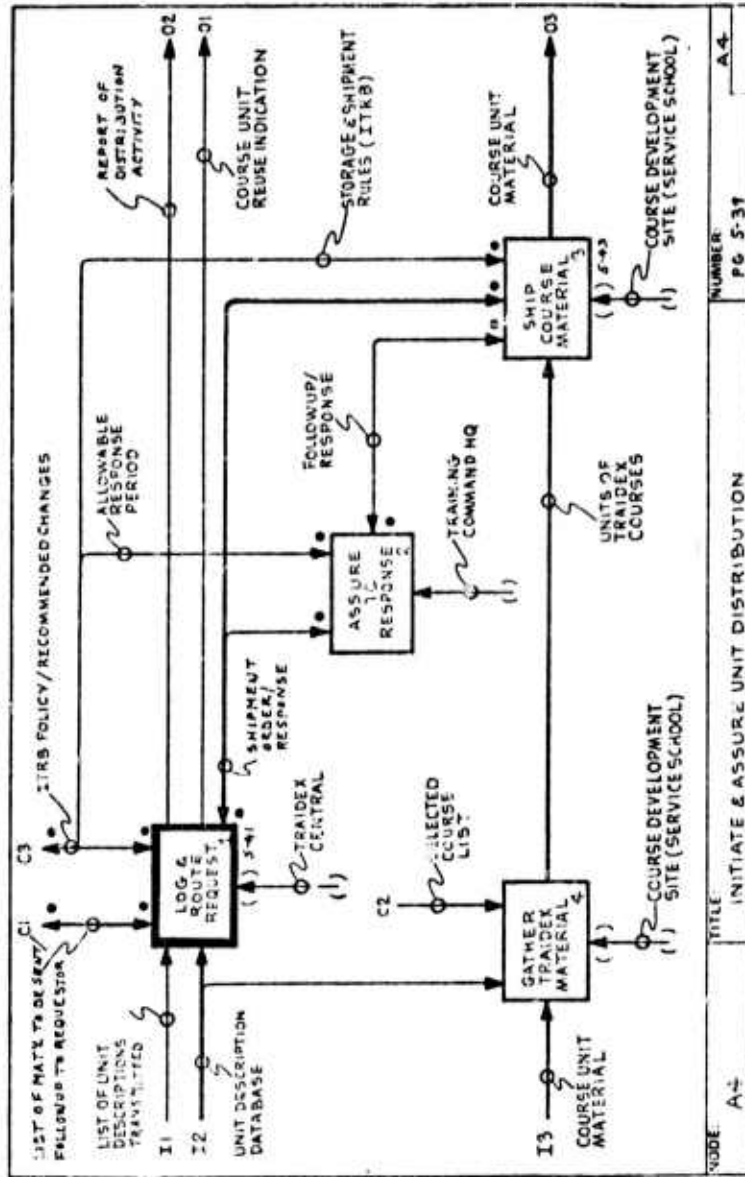 C1
C3
ITRB POLICY/RECOMMENDED CHANGES
LIST OF MAT'L TO BE SENT
FOLLOWUP TO REQUESTOR
LIST OF UNIT
DESCRIPTIONS
TRANSMITTED
I1
I2
UNIT DESCRIPTION
DATABASE
LOG &
ROUTE
REQUEST
( ) 5-41
TRAIDEX
CENTRAL
( )
SHIPMENT
ORDER/
RESPONSE
ALLOWABLE
RESPONSE
PERIOD
REPORT OF
DISTRIBUTION
ACTIVITY
O2
O1
COURSE UNIT
REUSE INDICATION
STORAGE & SHIPMENT
RULES (ITRB)
ASSURE
TC
RESPONSE
TRAINING
COMMAND HQ
( )
FOLLOWUP/
RESPONSE
SHIP
COURSE
MATERIAL
3
( ) 5-43
COURSE DEVELOPMENT
SITE (SERVICE SCHOOL)
( )
COURSE UNIT
MATERIAL
O3
C2
COURSE
LIST
GATHER
TRAIDEX
MATERIAL
4
( )
COURSE DEVELOPMENT
SITE (SERVICE SCHOOL)
( )
UNITS OF
TRAIDEX
COURSES
I3
COURSE UNIT
MATERIAL
NODE:
A4
TITLE:
INITIATE & ASSURE UNIT DISTRIBUTION
NUMBER:
PG 5-39
A4